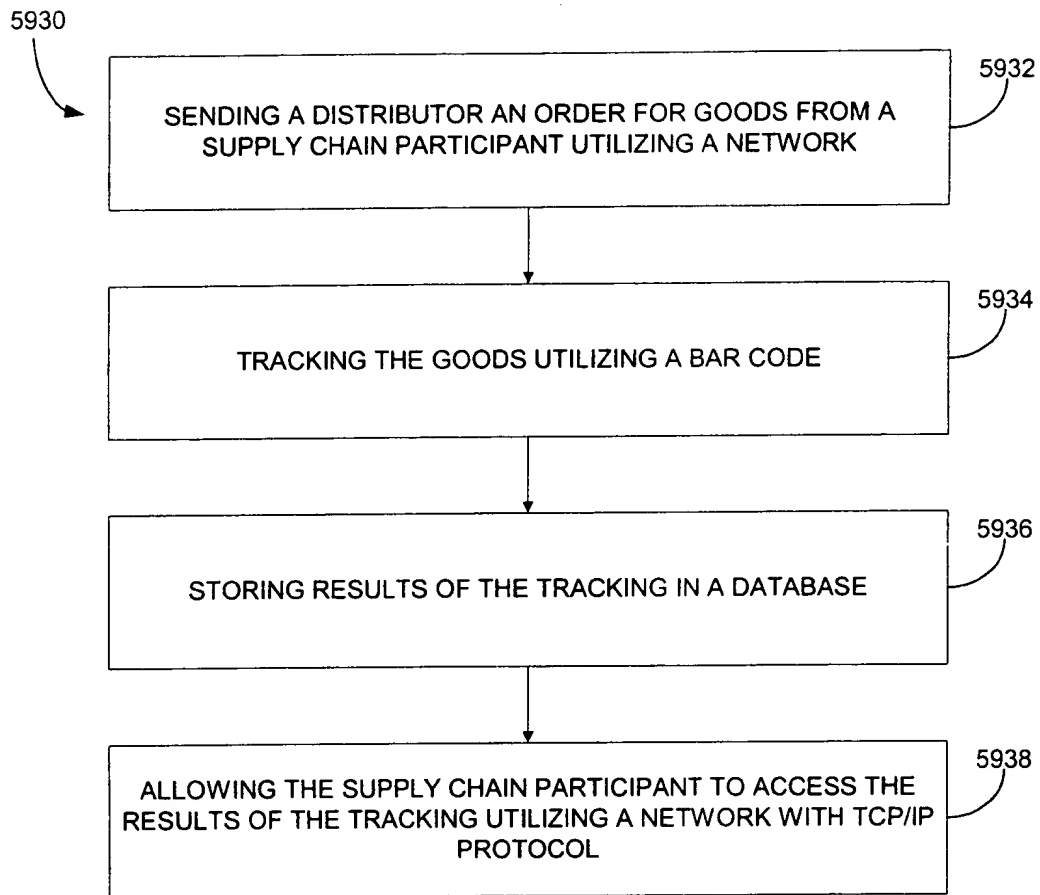 5930
5932
SENDING A DISTRIBUTOR AN ORDER FOR GOODS FROM A
SUPPLY CHAIN PARTICIPANT UTILIZING A NETWORK
5934
TRACKING THE GOODS UTILIZING A BAR CODE
5936
STORING RESULTS OF THE TRACKING IN A DATABASE
5938
ALLOWING THE SUPPLY CHAIN PARTICIPANT TO ACCESS THE
RESULTS OF THE TRACKING UTILIZING A NETWORK WITH TCP/IP
PROTOCOL